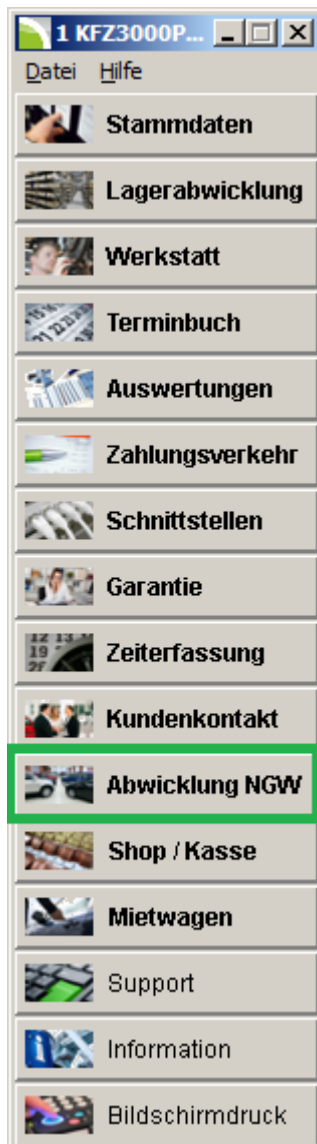 1 KFZ3000P...
Datei Hilfe
Stammdaten
Lagerabwicklung
Werkstatt
Terminbuch
Auswertungen
Zahlungsverkehr
Schnittstellen
Garantie
Zeiterfassung
Kundenkontakt
Abwicklung NGW
Shop / Kasse
Mietwagen
Support
Information
Bildschirmdruck